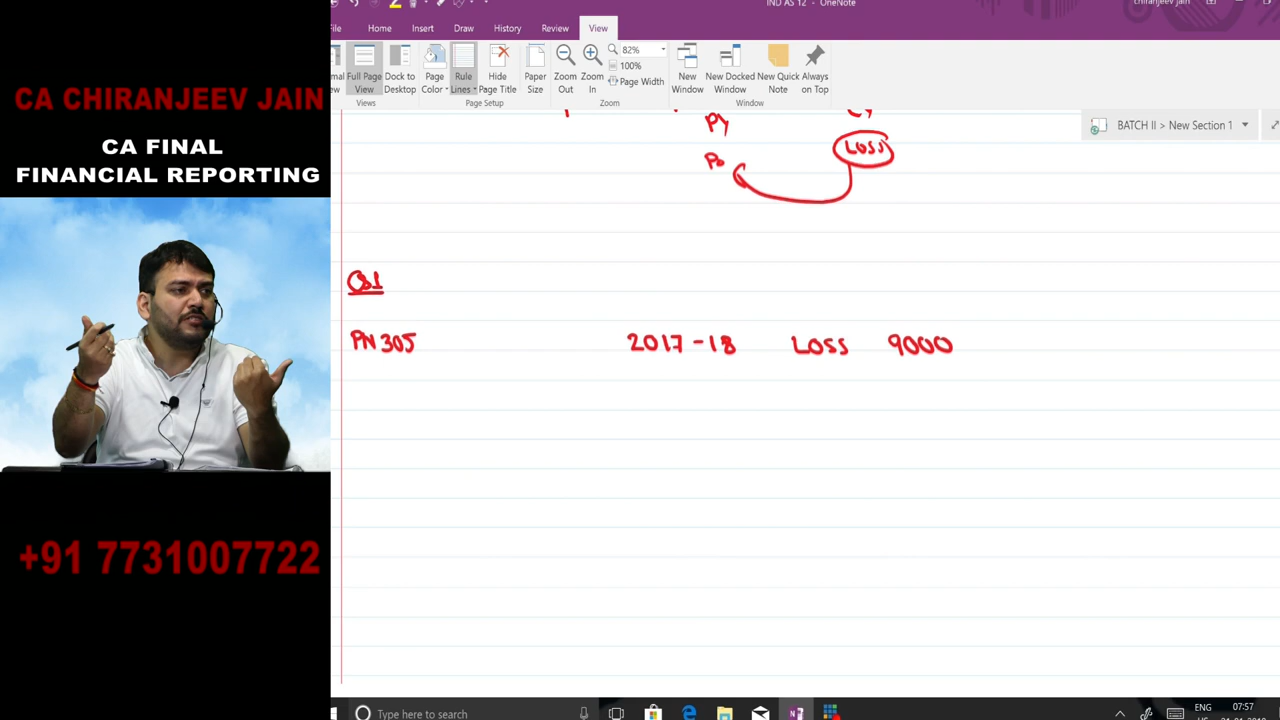 IND AS 12 - OneNote
chiranjeev jain
Home Insert Draw History Review View
Full Page View
Dock to Desktop
Page Color
Rule Lines
Hide Page Title
Paper Size
Zoom Out
Zoom In
82%
100%
Page Width
New Window
New Docked Window
New Quick Note
Always on Top
Views Page Setup Zoom Window
BATCH II > New Section 1
CA CHIRANJEEV JAIN
CA FINAL
FINANCIAL REPORTING
+91 7731007722
PY
Loss
QS1
PN 305 2017-18 Loss 9000
Type here to search
ENG
07:57